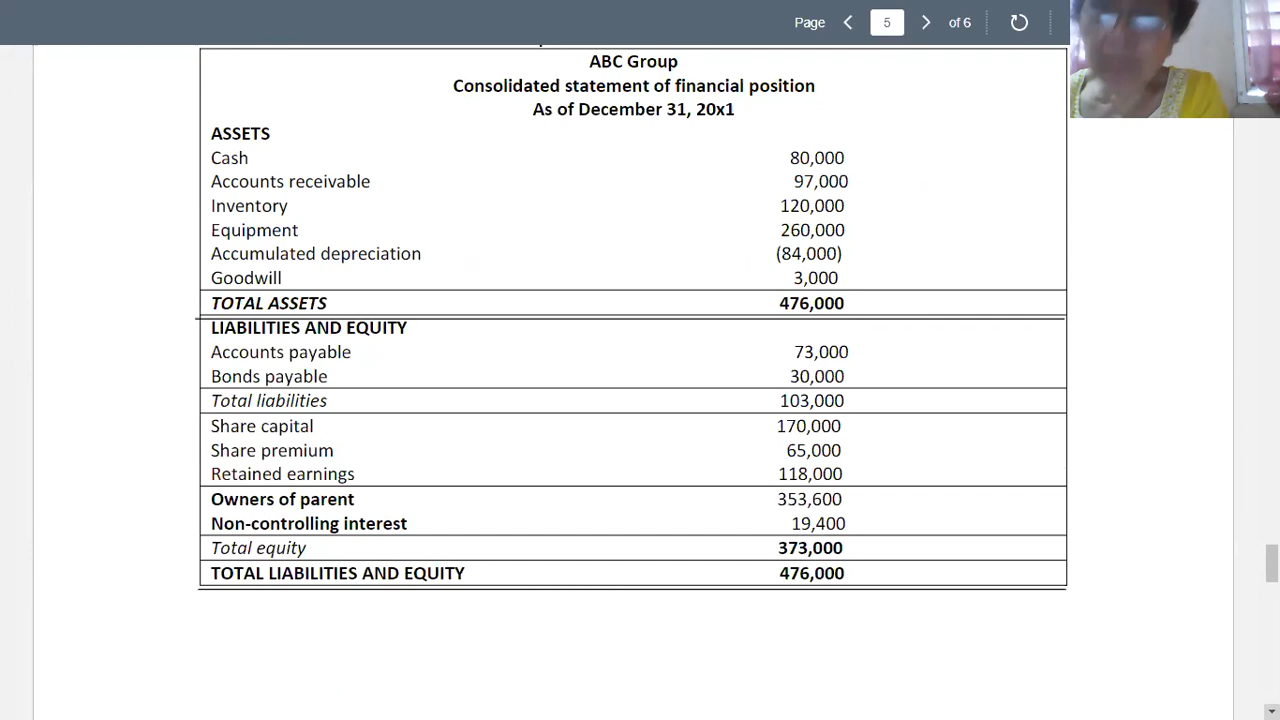 Page 5 of 6
ABC Group
Consolidated statement of financial position
As of December 31, 20x1
ASSETS
Cash 80,000
Accounts receivable 97,000
Inventory 120,000
Equipment 260,000
Accumulated depreciation (84,000)
Goodwill 3,000
TOTAL ASSETS 476,000
LIABILITIES AND EQUITY
Accounts payable 73,000
Bonds payable 30,000
Total liabilities 103,000
Share capital 170,000
Share premium 65,000
Retained earnings 118,000
Owners of parent 353,600
Non-controlling interest 19,400
Total equity 373,000
TOTAL LIABILITIES AND EQUITY 476,000